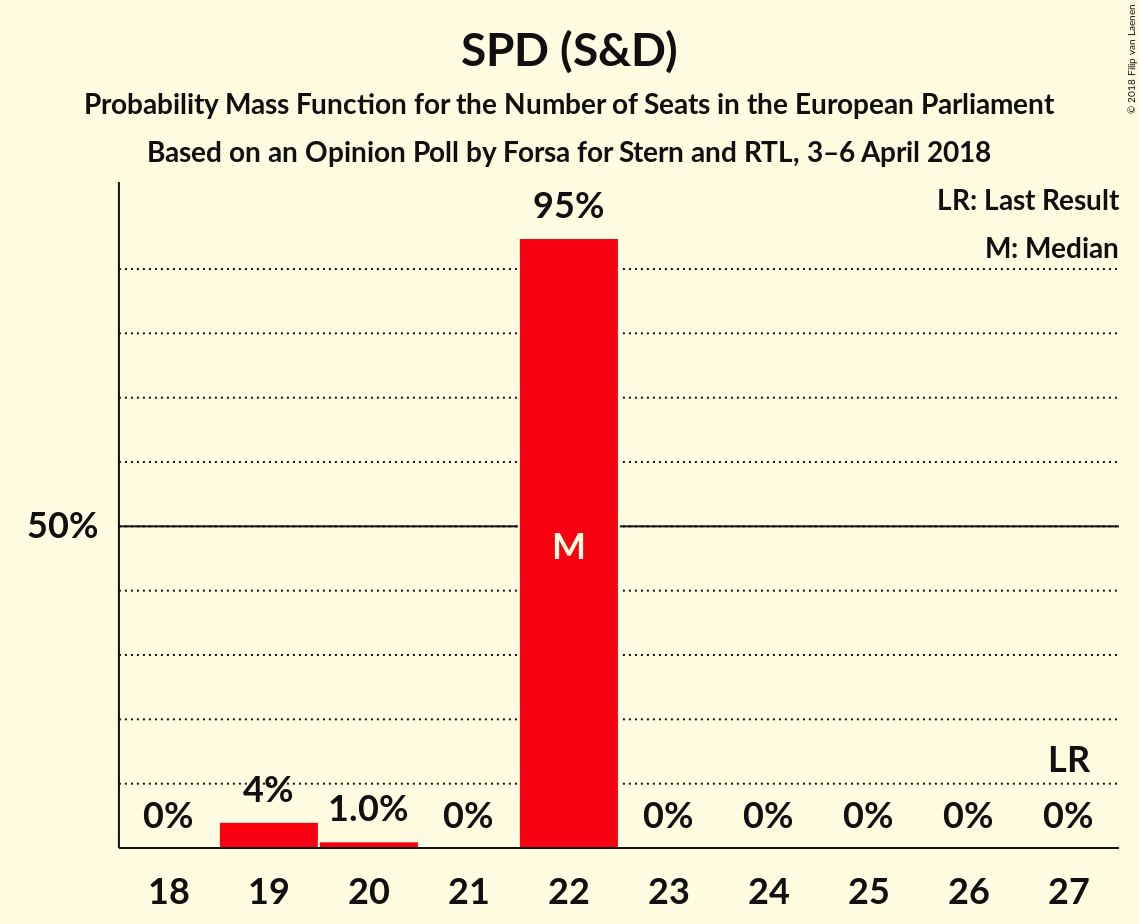 SPD (S&D)
Probability Mass Function for the Number of Seats in the European Parliament
Based on an Opinion Poll by Forsa for Stern and RTL, 3–6 April 2018
© 2018 Filip van Laenen
LR: Last Result
M: Median
95%
50%
M
LR
0% 4% 1.0% 0% 0% 0% 0% 0% 0%
18 19 20 21 22 23 24 25 26 27